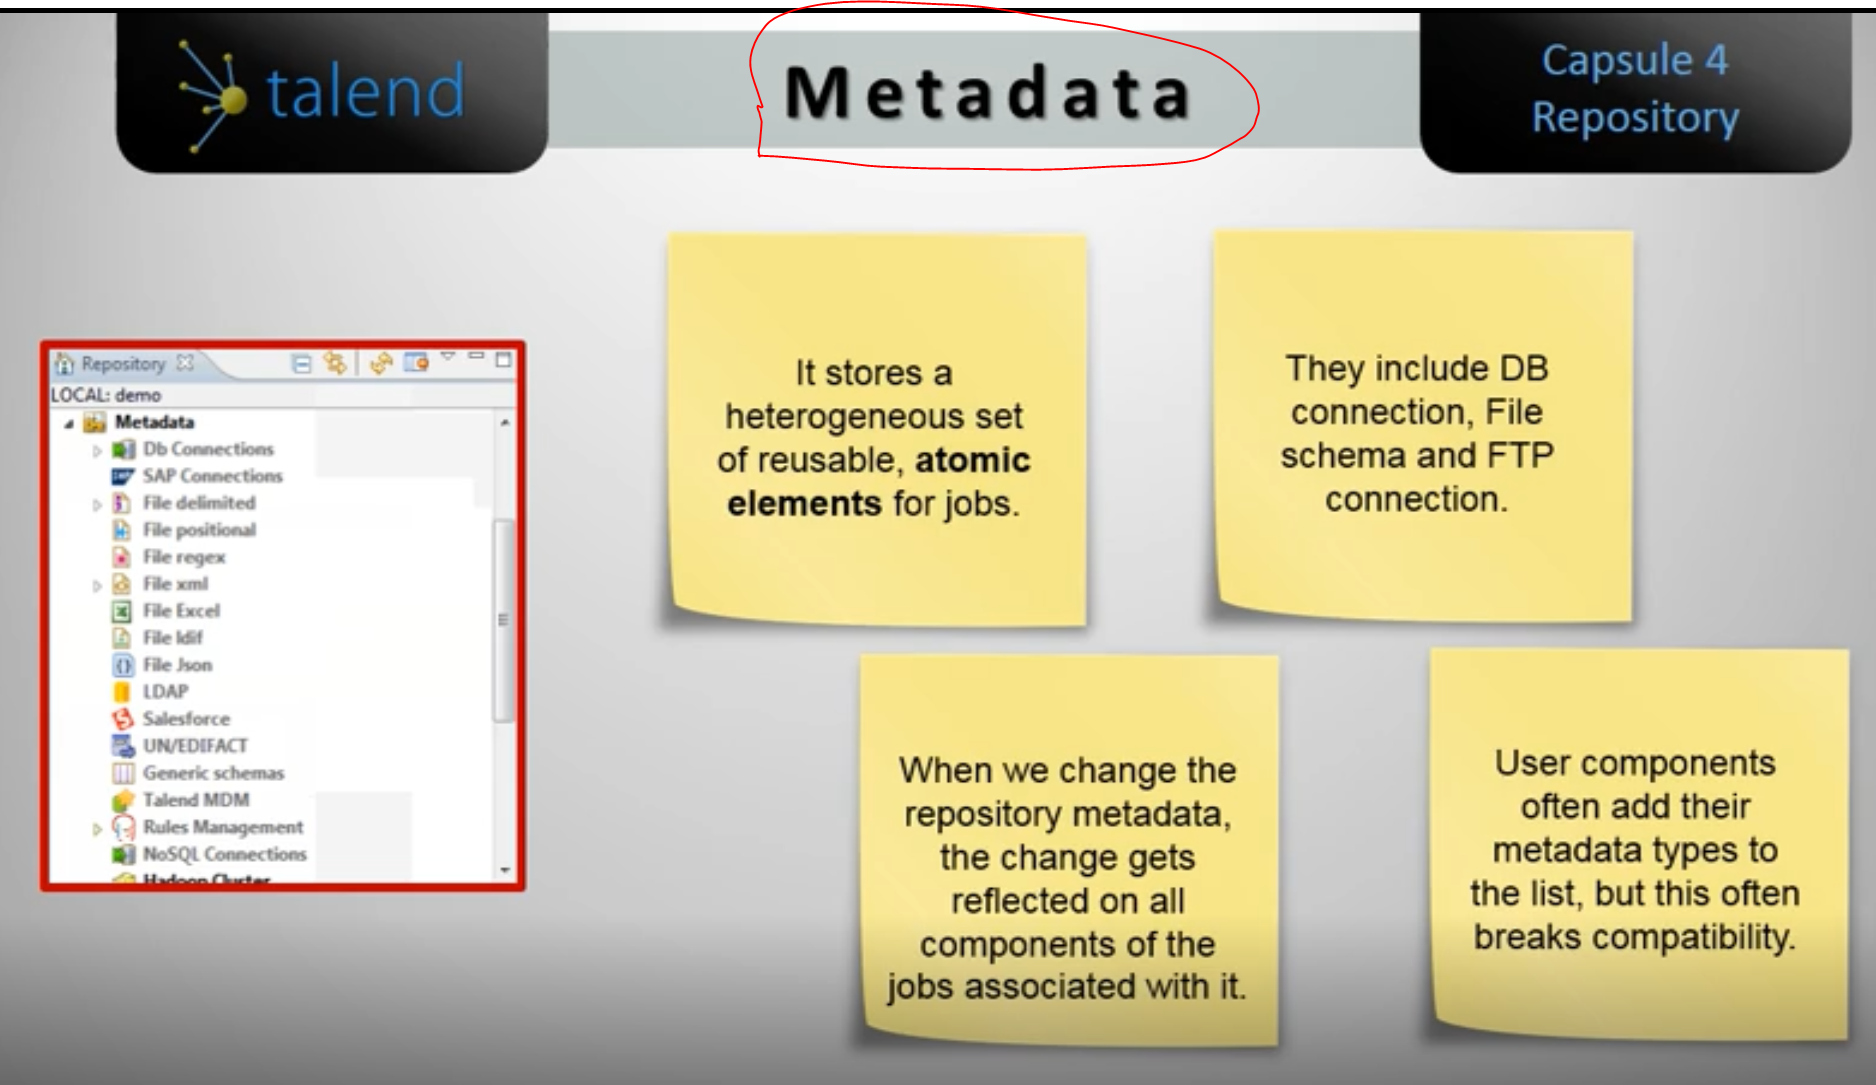 talend
Metadata
Capsule 4
Repository
Repository
LOCAL: demo
Metadata
Db Connections
SAP Connections
File delimited
File positional
File regex
File xml
File Excel
File ldif
File Json
LDAP
Salesforce
UN/EDIFACT
Generic schemas
Talend MDM
Rules Management
NoSQL Connections
Hadoop Cluster
It stores a
heterogeneous set
of reusable, atomic
elements for jobs.
They include DB
connection, File
schema and FTP
connection.
When we change the
repository metadata,
the change gets
reflected on all
components of the
jobs associated with it.
User components
often add their
metadata types to
the list, but this often
breaks compatibility.